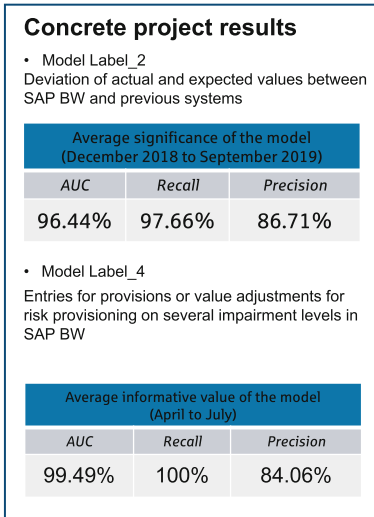 Concrete project results
• Model Label_2
Deviation of actual and expected values between
SAP BW and previous systems
Average significance of the model
(December 2018 to September 2019)
AUC Recall Precision
96.44% 97.66% 86.71%
• Model Label_4
Entries for provisions or value adjustments for
risk provisioning on several impairment levels in
SAP BW
Average informative value of the model
(April to July)
AUC Recall Precision
99.49% 100% 84.06%